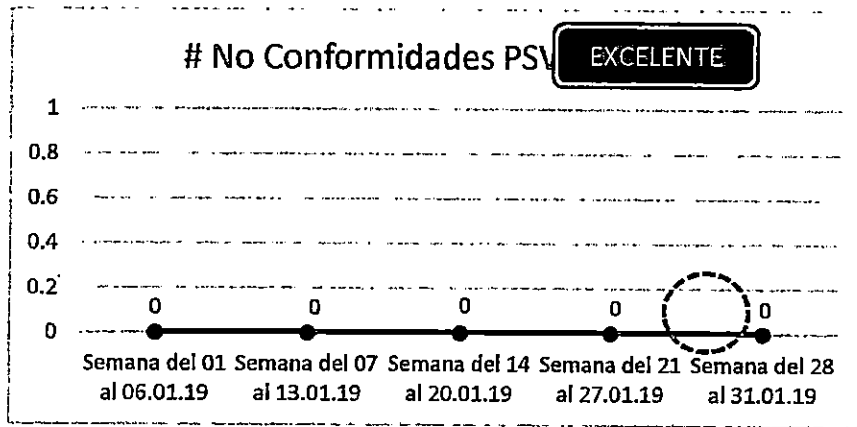 # No Conformidades PSV
EXCELENTE
1
0.8
0.6
0.4
0.2
0
0 0 0 0 0
Semana del 01 Semana del 07 Semana del 14 Semana del 21 Semana del 28
al 06.01.19 al 13.01.19 al 20.01.19 al 27.01.19 al 31.01.19